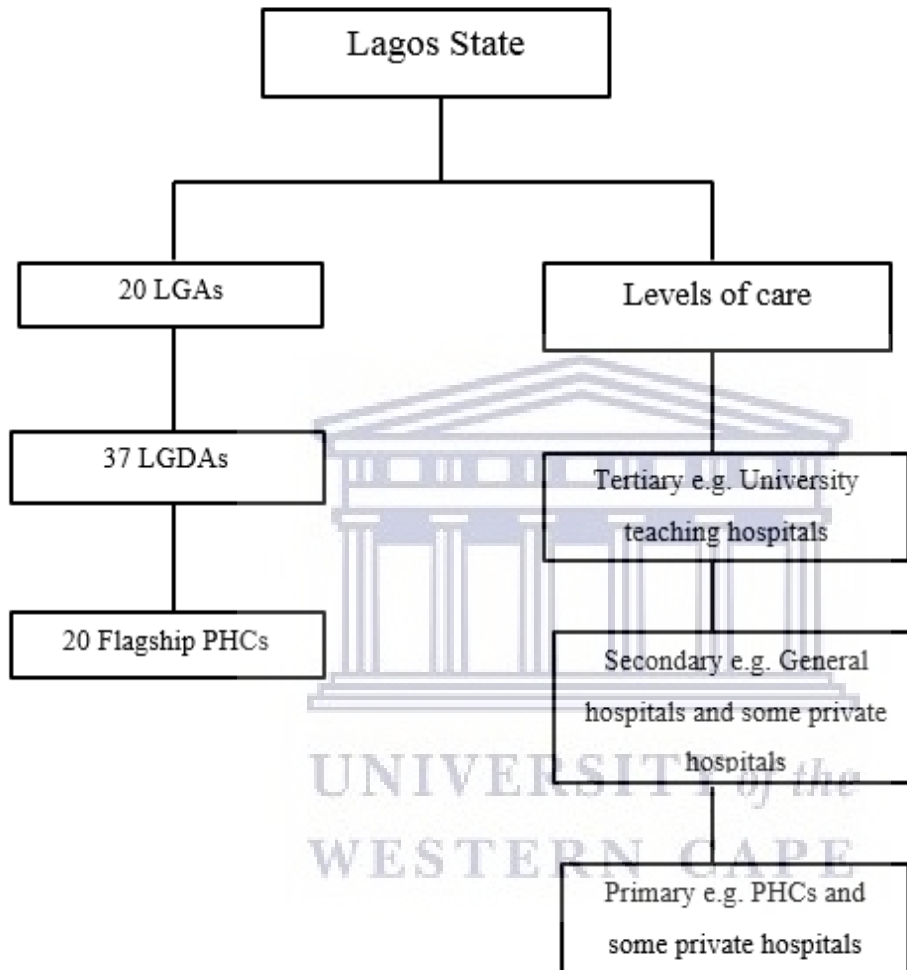 Lagos State
20 LGAs
Levels of care
37 LGDAs
Tertiary e.g. University
teaching hospitals
20 Flagship PHCs
Secondary e.g. General
hospitals and some private
hospitals
UNIVERSITY of the
WESTERN CAPE
Primary e.g. PHCs and
some private hospitals